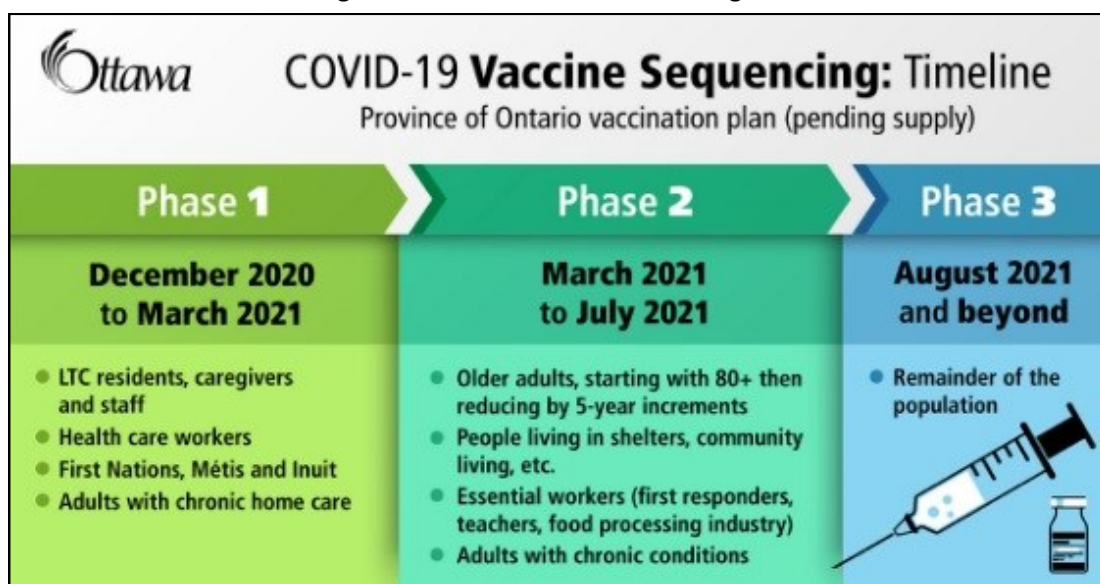 Ottawa
COVID-19 Vaccine Sequencing: Timeline
Province of Ontario vaccination plan (pending supply)
Phase 1
December 2020
to March 2021
LTC residents, caregivers
and staff
Health care workers
First Nations, Métis and Inuit
Adults with chronic home care
Phase 2
March 2021
to July 2021
Older adults, starting with 80+ then
reducing by 5-year increments
People living in shelters, community
living, etc.
Essential workers (first responders,
teachers, food processing industry)
Adults with chronic conditions
Phase 3
August 2021
and beyond
Remainder of the
population